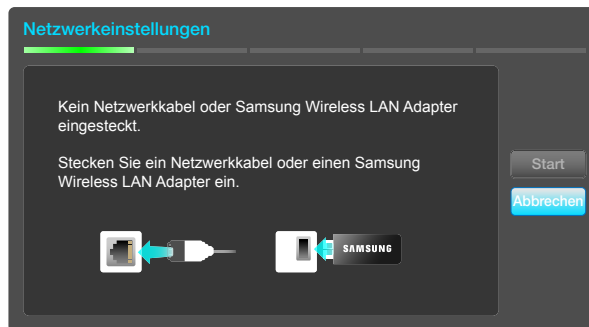 Netzwerkeinstellungen
Kein Netzwerkkabel oder Samsung Wireless LAN Adapter
eingesteckt.
Stecken Sie ein Netzwerkkabel oder einen Samsung
Wireless LAN Adapter ein.
Start
Abbrechen
SAMSUNG